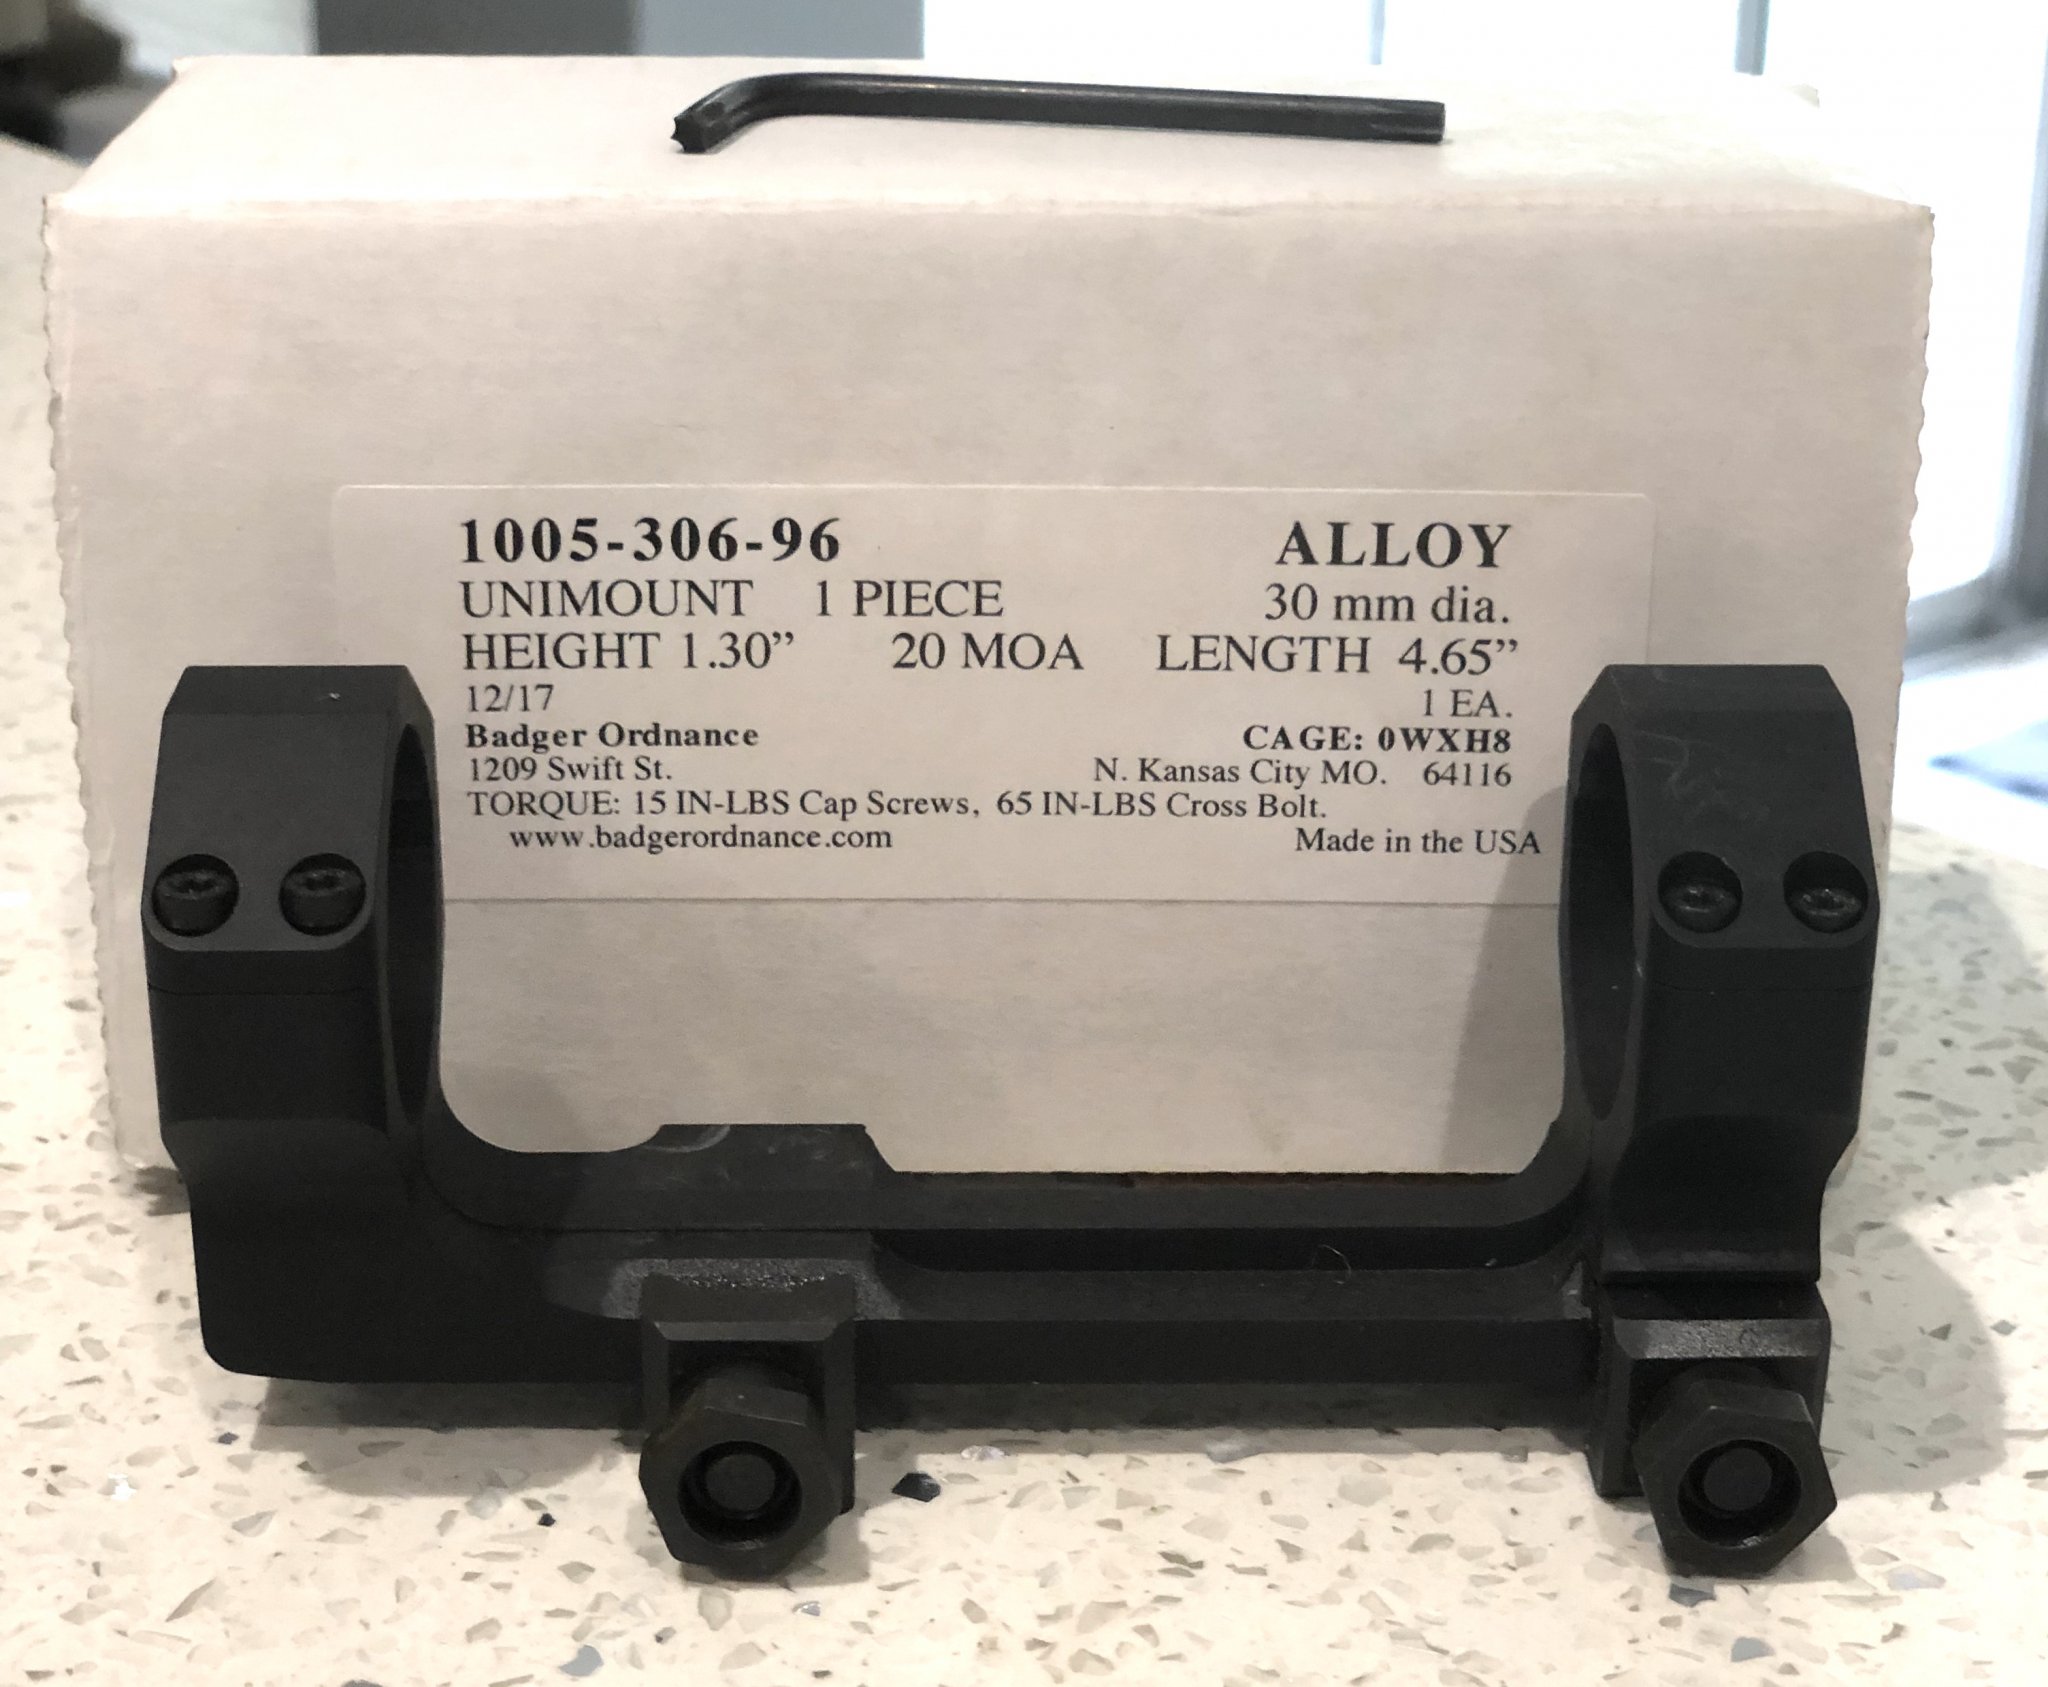 1005-306-96 ALLOY
UNIMOUNT 1 PIECE 30 mm dia.
HEIGHT 1.30” 20 MOA LENGTH 4.65”
12/17 1 EA.
Badger Ordnance CAGE: 0WXH8
1209 Swift St. N. Kansas City MO. 64116
TORQUE: 15 IN-LBS Cap Screws, 65 IN-LBS Cross Bolt.
www.badgerordnance.com Made in the USA